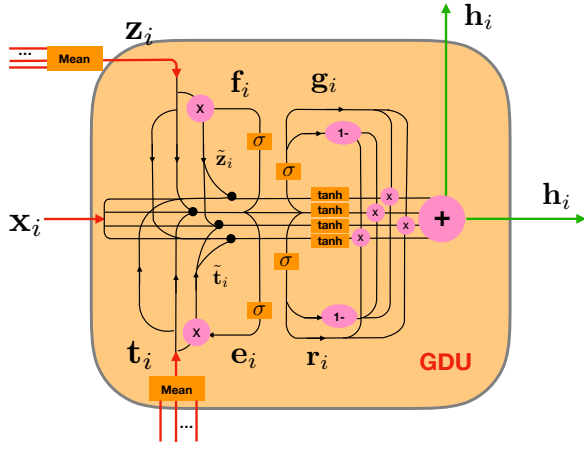 z_i
h_i
...
Mean
f_i
g_i
x
σ
1-
z̃_i
σ
tanh
x
tanh
x
x_i
h_i
tanh
x
+
tanh
x
t̃_i
σ
σ
1-
x
t_i
e_i
r_i
GDU
Mean
...